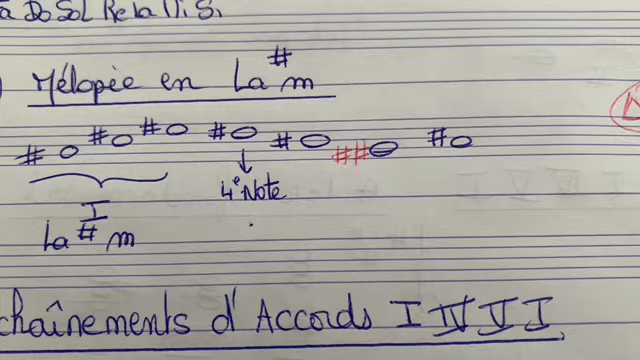 Do Sol Re la Mi Si
Mélopée en La # m
4e Note
I
La # m
chaînements d'Accords I IV V I